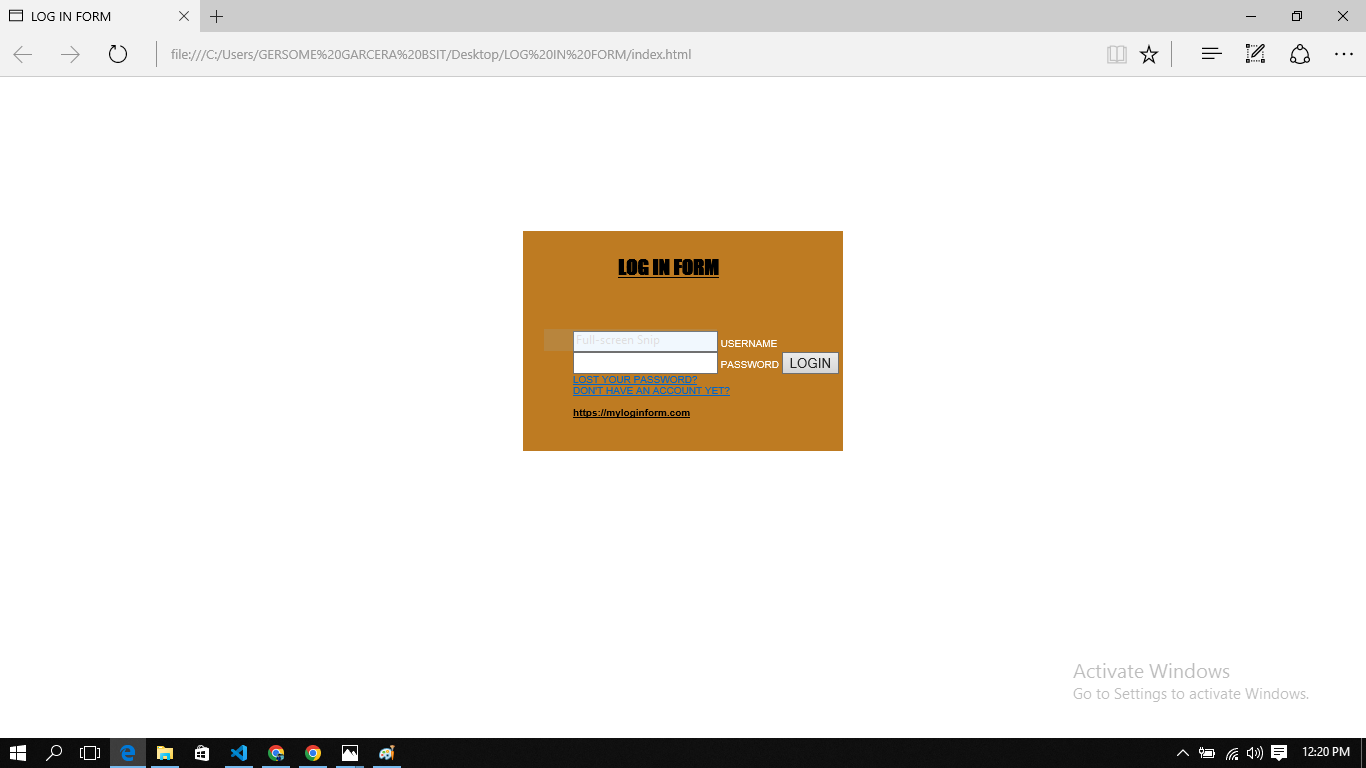 LOG IN FORM
file:///C:/Users/GERSOME%20GARCERA%20BSIT/Desktop/LOG%20IN%20FORM/index.html
LOG IN FORM
Full-screen Snip USERNAME
PASSWORD LOGIN
LOST YOUR PASSWORD?
DON'T HAVE AN ACCOUNT YET?
https://myloginform.com
Activate Windows
Go to Settings to activate Windows.
12:20 PM